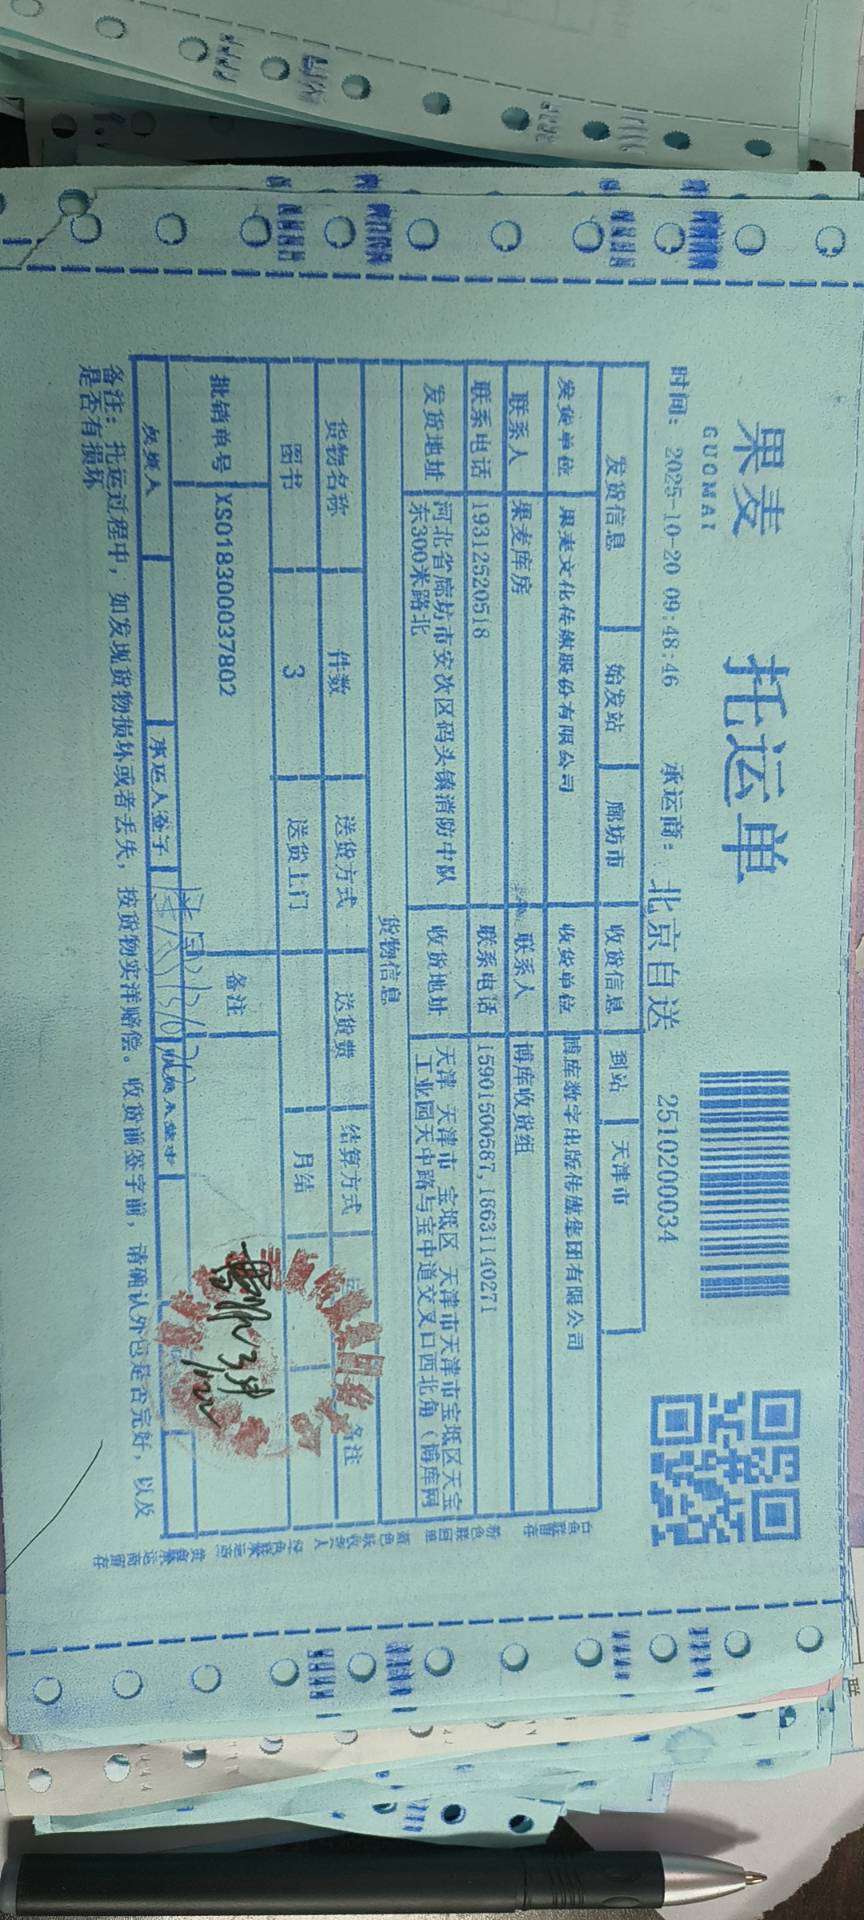 果麦
GUOMAI
托运单
时间: 2025-10-20 09:48:46 承运商: 北京自送 2510200034
发货信息 始发站 廊坊市 收货信息 到站 天津市
发货单位 果麦文化传媒股份有限公司 收货单位 博库数字出版传媒集团有限公司
联系人 果麦库房 联系人 博库收货组
联系电话 19312520518 联系电话 15901500587,18631140271
发货地址 河北省廊坊市安次区码头镇消防中队东300米路北 收货地址 天津 天津市 宝坻区 天津市天津市宝坻区天宝工业园天中路与宝中道交叉口西北角（博库网
货物信息
货物名称 件数 送货方式 送货费 结算方式 备注
图书 3 送货上门 月结
批销单号 XS018300037802 备注
承运人签字
备注: 托运过程中, 如发现货物损坏或者丢失, 按货物实洋赔偿。收货前签字前, 请确认外包是否完好, 以及
是否有损坏